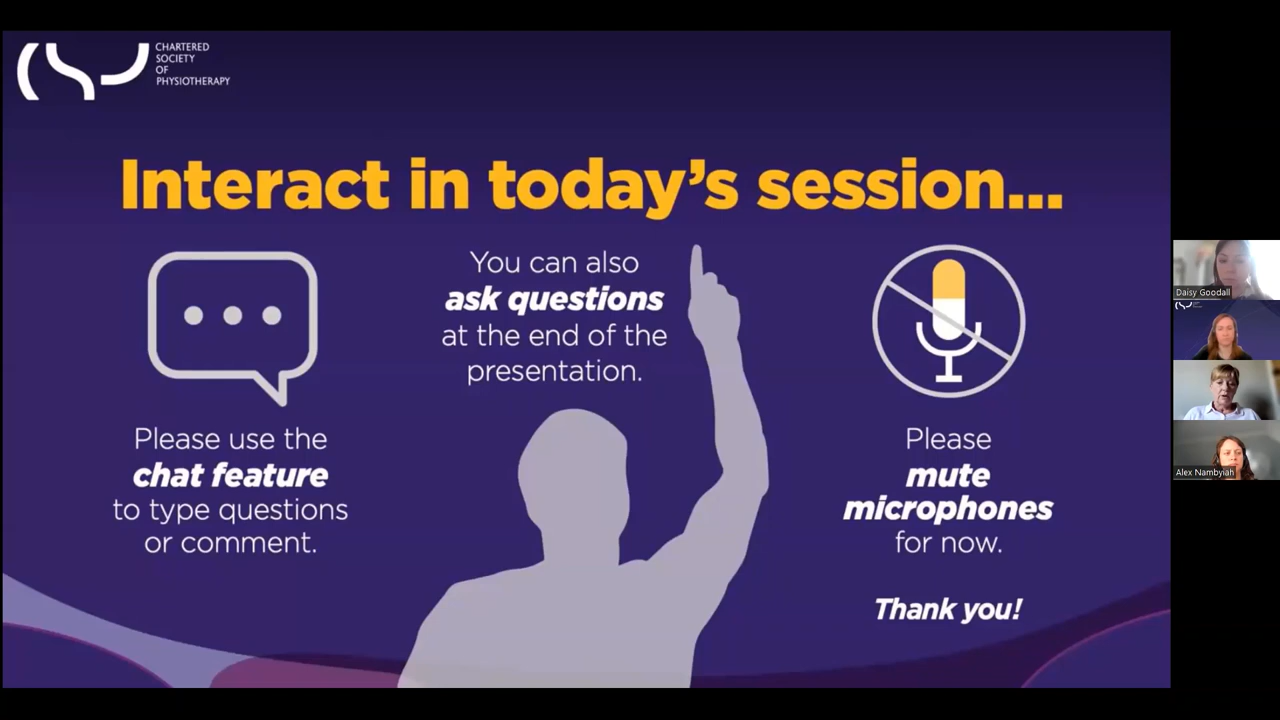 CHARTERED
SOCIETY
OF
PHYSIOTHERAPY
Interact in today's session...
Please use the
chat feature
to type questions
or comment.
You can also
ask questions
at the end of the
presentation.
Please
mute
microphones
for now.
Thank you!
Daisy Goodall
Alex Nambyiah